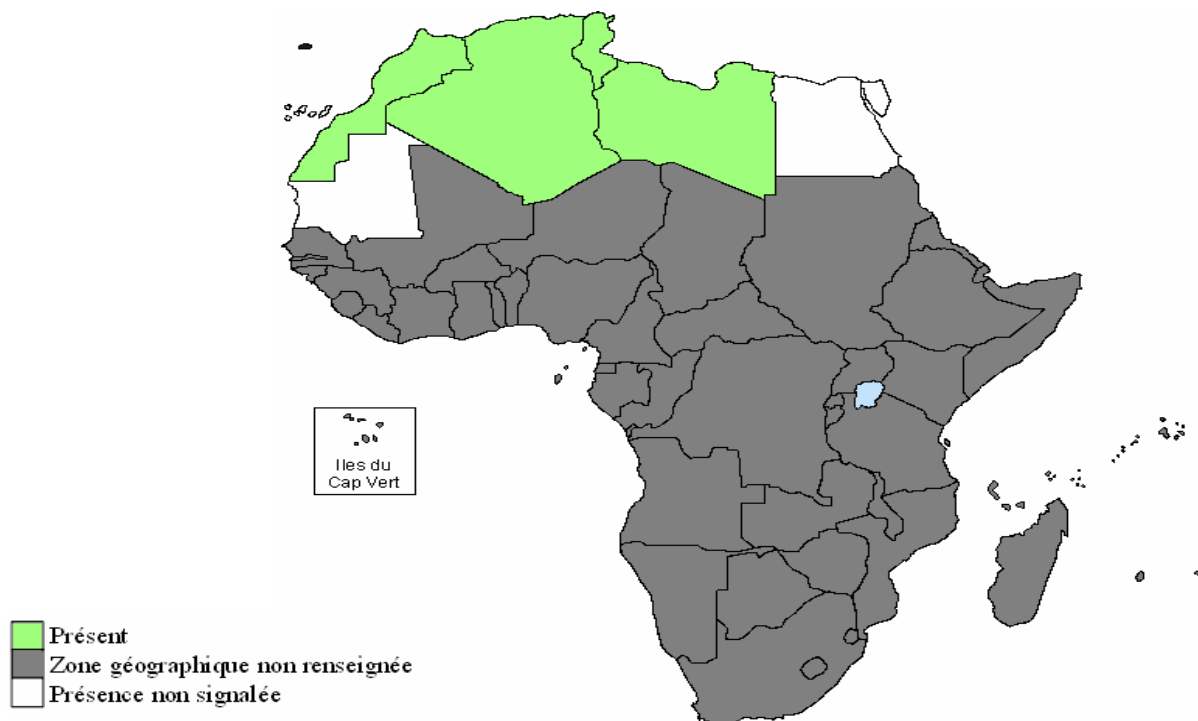 Iles du
Cap Vert
Présent
Zone géographique non renseignée
Présence non signalée